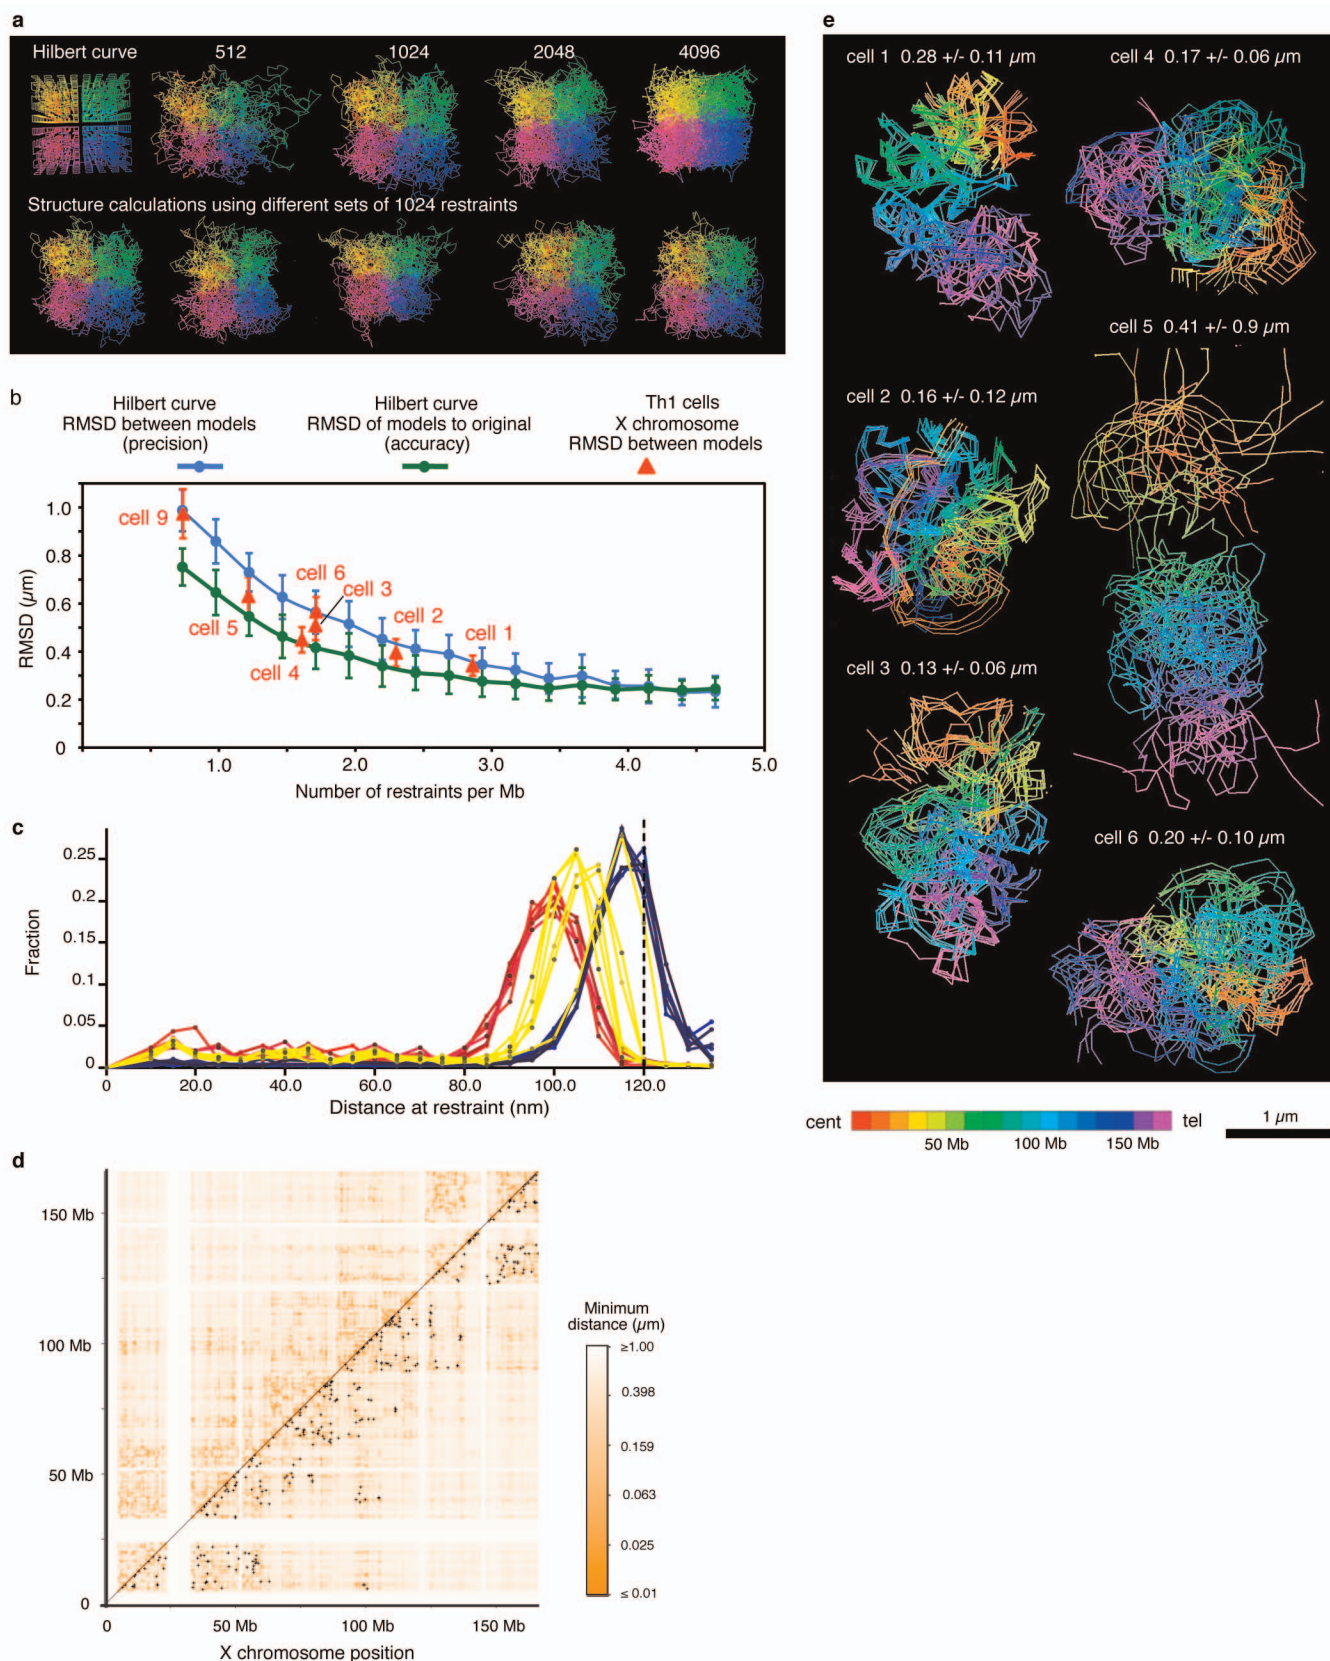 a
Hilbert curve 512 1024 2048 4096
Structure calculations using different sets of 1024 restraints
b
Hilbert curve
RMSD between models
(precision)
Hilbert curve
RMSD of models to original
(accuracy)
Th1 cells
X chromosome
RMSD between models
RMSD (µm)
1.0
0.8
0.6
0.4
0.2
0
cell 9
cell 6
cell 3
cell 2
cell 1
cell 5
cell 4
1.0 2.0 3.0 4.0 5.0
Number of restraints per Mb
c
Fraction
0.25
0.2
0.15
0.1
0.05
0
0 20.0 40.0 60.0 80.0 100.0 120.0
Distance at restraint (nm)
d
150 Mb
100 Mb
50 Mb
0
0 50 Mb 100 Mb 150 Mb
X chromosome position
Minimum
distance (µm)
≥1.00
0.398
0.159
0.063
0.025
≤ 0.01
e
cell 1 0.28 +/- 0.11 µm
cell 4 0.17 +/- 0.06 µm
cell 5 0.41 +/- 0.9 µm
cell 2 0.16 +/- 0.12 µm
cell 3 0.13 +/- 0.06 µm
cell 6 0.20 +/- 0.10 µm
cent tel
50 Mb 100 Mb 150 Mb
1 µm